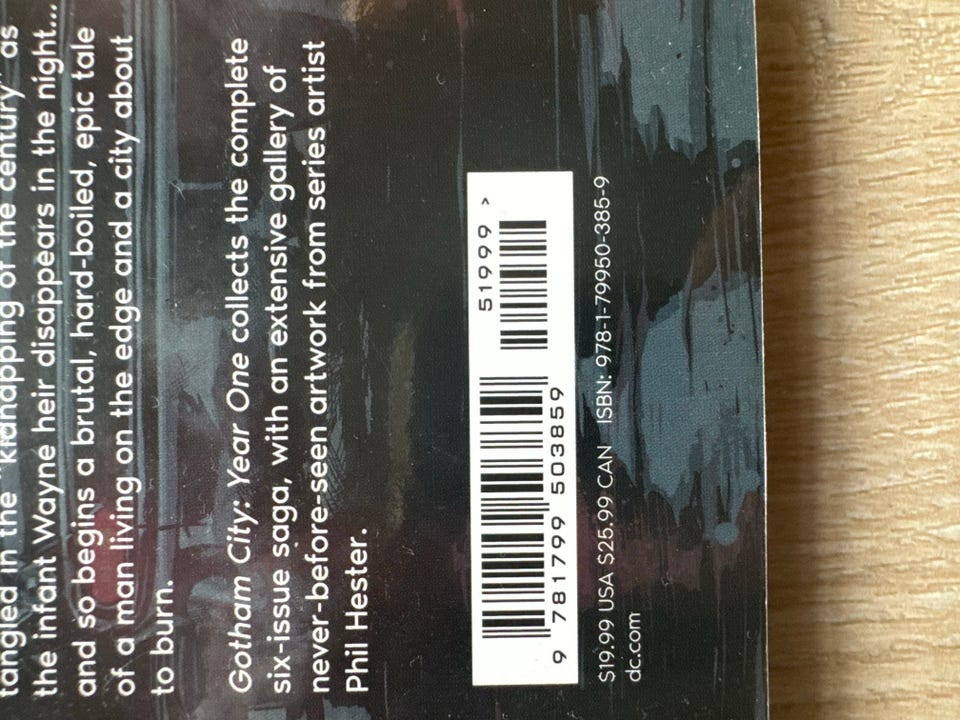 tangled in the "kidnapping of the century" as
the infant Wayne heir disappears in the night...
and so begins a brutal, hard-boiled, epic tale
of a man living on the edge and a city about
to burn.
Gotham City: Year One collects the complete
six-issue saga, with an extensive gallery of
never-before-seen artwork from series artist
Phil Hester.
51999 >
9 781799 503859
$19.99 USA $25.99 CAN ISBN: 978-1-79950-385-9
dc.com